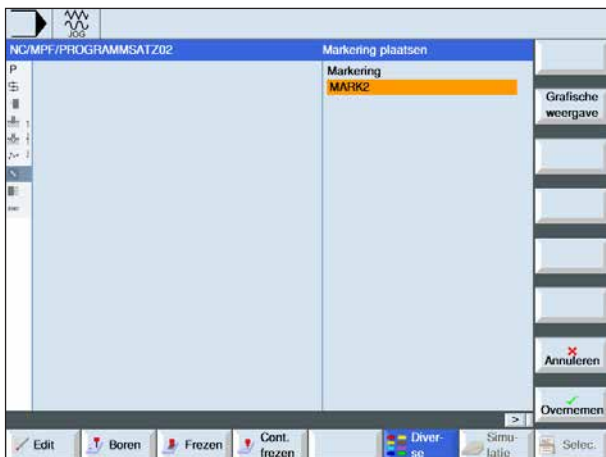 JOG
NC/MPF/PROGRAMMSATZ02
Markering plaatsen
P
Markering
MARK2
Grafische
weergave
Annuleren
Overnemen
>
Edit
Boren
Frezen
Cont.
frezen
Diver-
se
Simu-
latie
Selec.